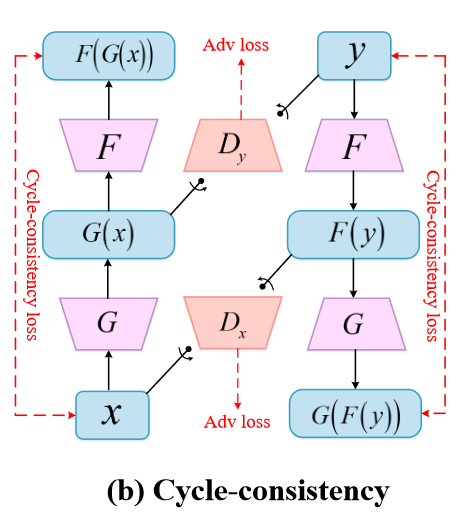 Adv loss
F(G(x))
y
F
D_y
F
Cycle-consistency loss
G(x)
F(y)
Cycle-consistency loss
G
D_x
G
x
Adv loss
G(F(y))
(b) Cycle-consistency